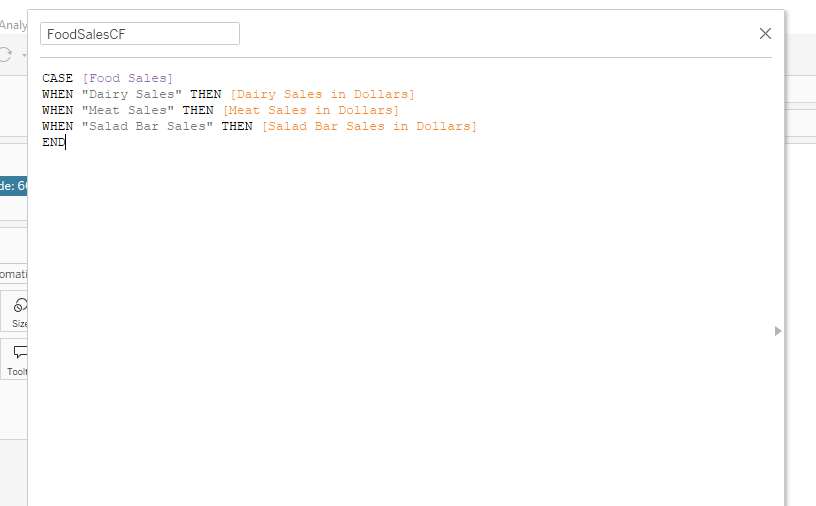 Analy
FoodSalesCF
CASE [Food Sales]
WHEN "Dairy Sales" THEN [Dairy Sales in Dollars]
WHEN "Meat Sales" THEN [Meat Sales in Dollars]
WHEN "Salad Bar Sales" THEN [Salad Bar Sales in Dollars]
END
de: 60
omati
Size
Toolt